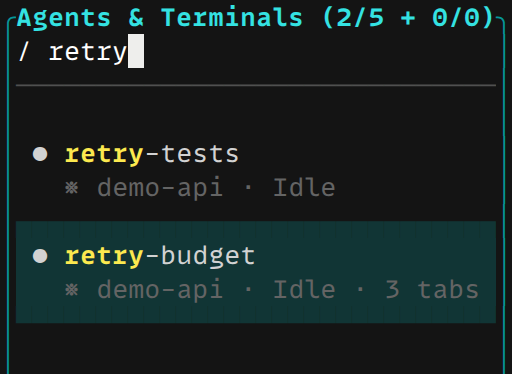 Agents & Terminals (2/5 + 0/0)
/ retry
● retry-tests
※ demo-api · Idle
● retry-budget
※ demo-api · Idle · 3 tabs